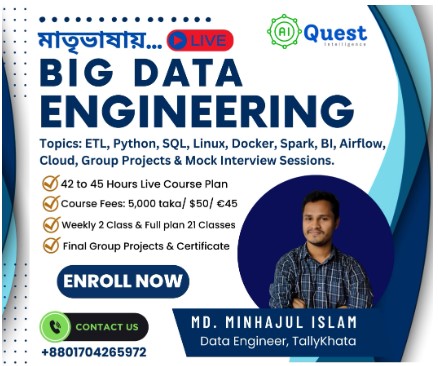 মাতৃভাষায়...
LIVE
AI Quest
Intelligence
BIG DATA
ENGINEERING
Topics: ETL, Python, SQL, Linux, Docker, Spark, BI, Airflow,
Cloud, Group Projects & Mock Interview Sessions.
42 to 45 Hours Live Course Plan
Course Fees: 5,000 taka/ $50/ €45
Weekly 2 Class & Full plan 21 Classes
Final Group Projects & Certificate
ENROLL NOW
CONTACT US
+8801704265972
MD. MINHAJUL ISLAM
Data Engineer, TallyKhata